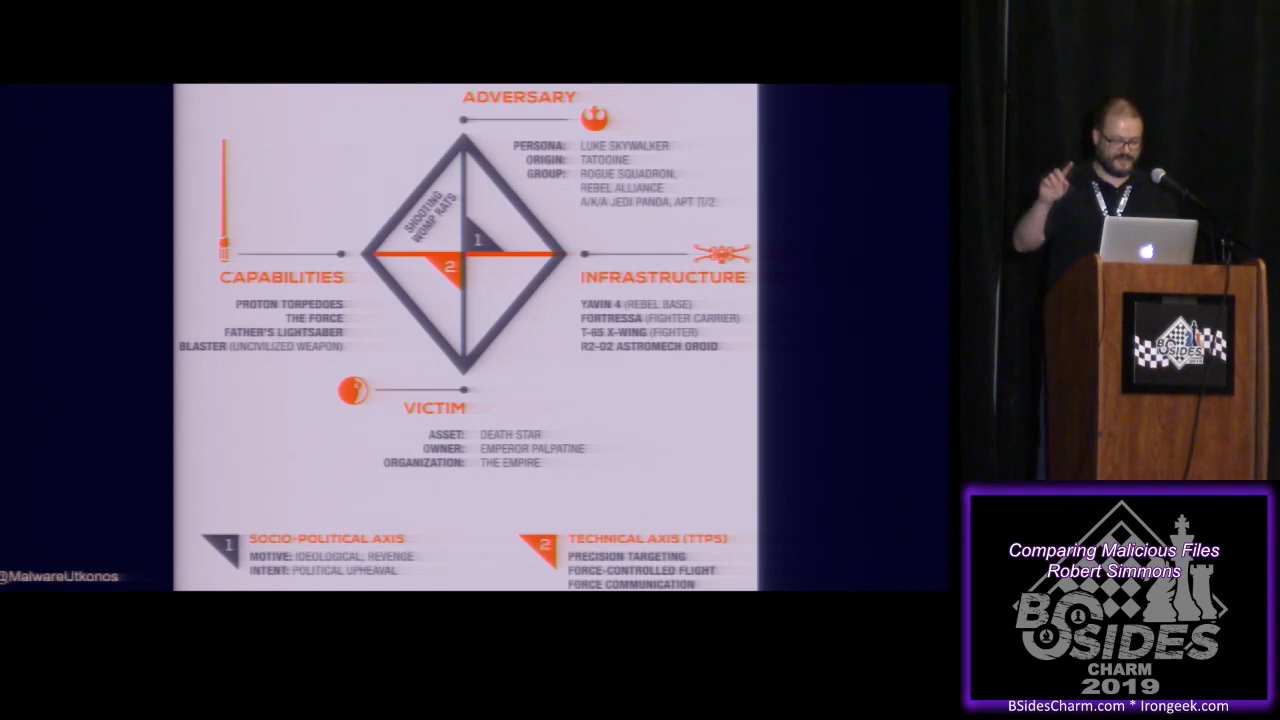 ADVERSARY
PERSONA: LUKE SKYWALKER
ORIGIN: TATOOINE
GROUP: ROGUE SQUADRON,
REBEL ALLIANCE
A/K/A JEDI PANDA, APT Π/2
SHOOTING
WOMP RATS
1
2
CAPABILITIES
PROTON TORPEDOES
THE FORCE
FATHER'S LIGHTSABER
BLASTER (UNCIVILIZED WEAPON)
INFRASTRUCTURE
YAVIN 4 (REBEL BASE)
FORTRESSA (FIGHTER CARRIER)
T-65 X-WING (FIGHTER)
R2-D2 ASTROMECH DROID
VICTIM
ASSET: DEATH STAR
OWNER: EMPEROR PALPATINE
ORGANIZATION: THE EMPIRE
1 SOCIO-POLITICAL AXIS
MOTIVE: IDEOLOGICAL, REVENGE
INTENT: POLITICAL UPHEAVAL
2 TECHNICAL AXIS (TTPS)
PRECISION TARGETING
FORCE-CONTROLLED FLIGHT
FORCE COMMUNICATION
@MalwareUtkonos
BSIDES
Comparing Malicious Files
Robert Simmons
BSIDES
CHARM
2019
BSidesCharm.com * Irongeek.com